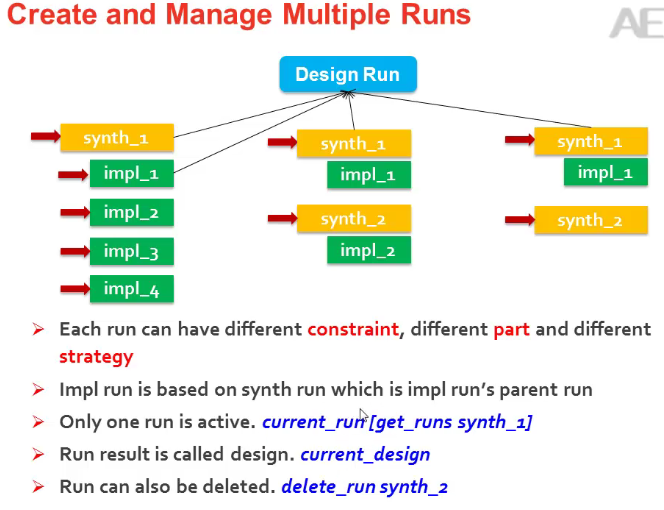 Create and Manage Multiple Runs
AE
Design Run
synth_1
impl_1
impl_2
impl_3
impl_4
synth_1
impl_1
synth_2
impl_2
synth_1
impl_1
synth_2
Each run can have different constraint, different part and different
strategy
Impl run is based on synth run which is impl run's parent run
Only one run is active. current_run [get_runs synth_1]
Run result is called design. current_design
Run can also be deleted. delete_run synth_2